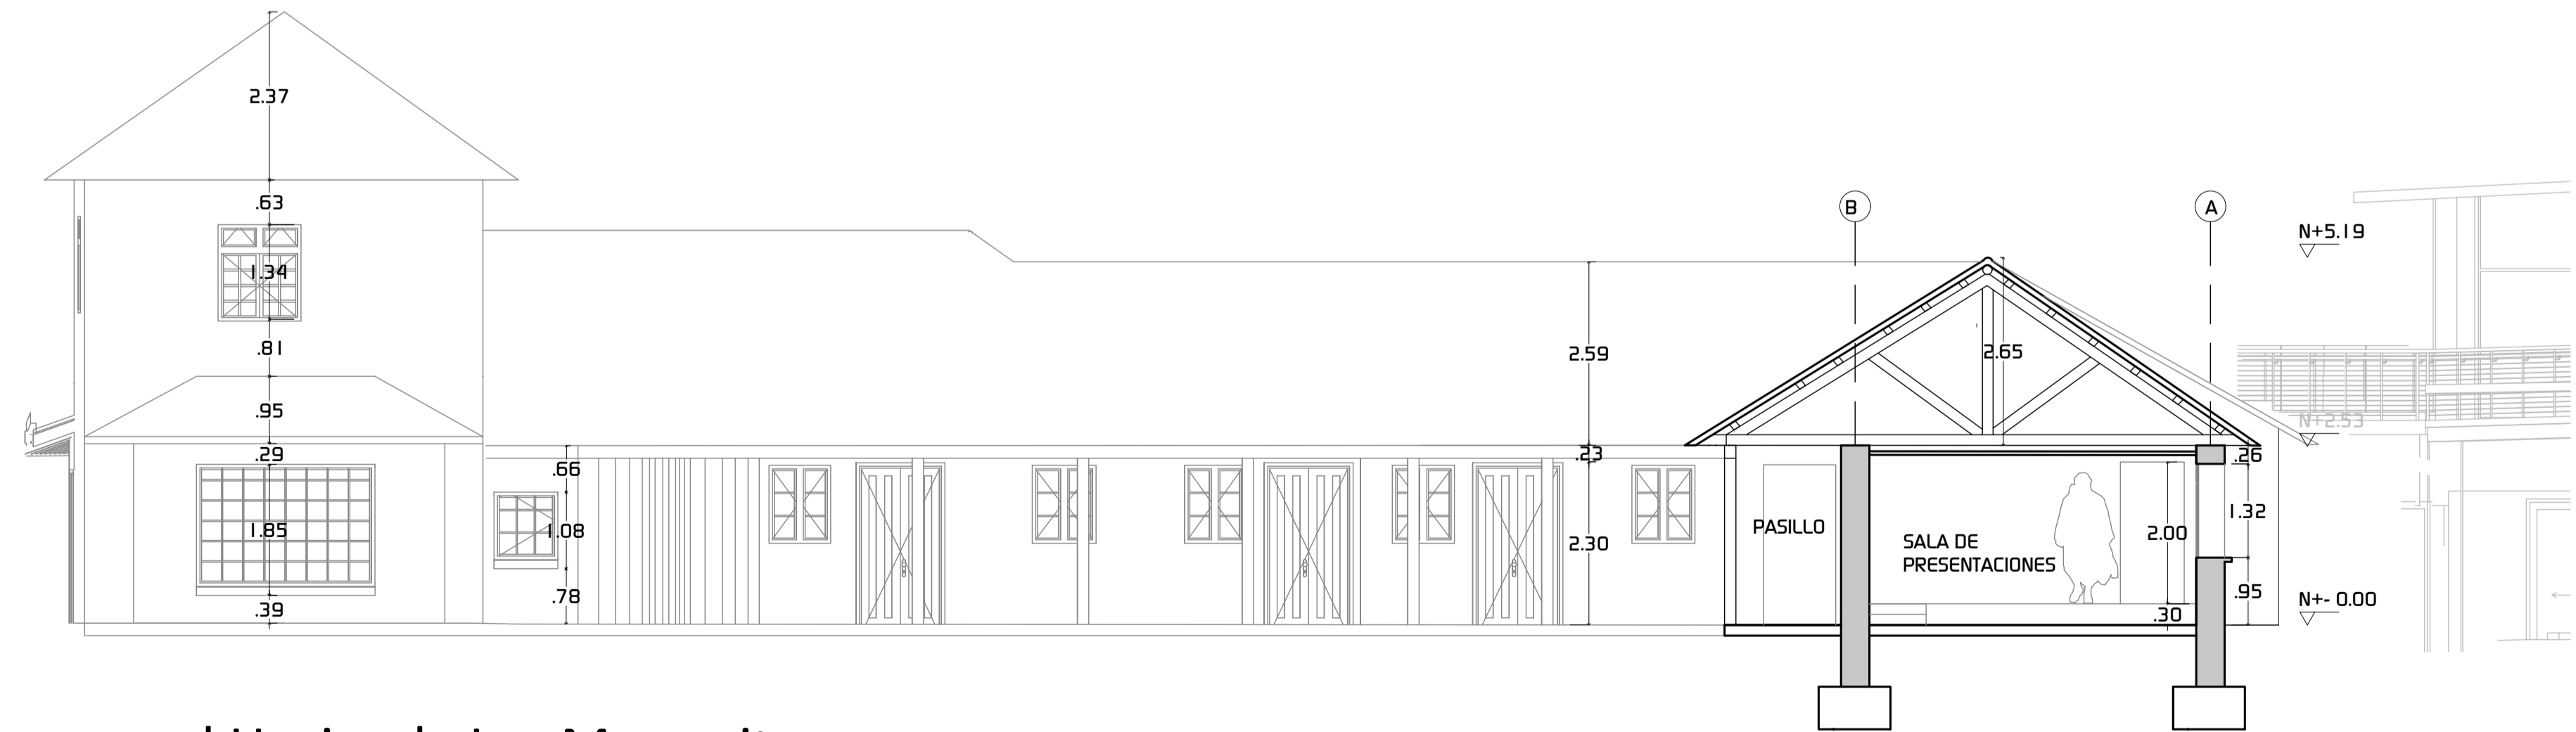 2.37
.63
1.34
.81
.95
.29
1.85
.39
.66
1.08
.78
2.59
.23
2.30
B
A
2.65
N+5.19
N+2.53
N+- 0.00
PASILLO
SALA DE
PRESENTACIONES
2.00
.30
.26
1.32
.95